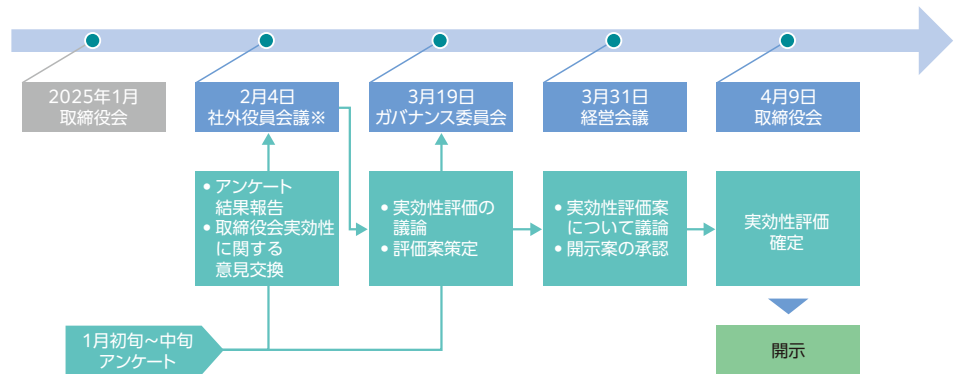 2025年1月
取締役会
2月4日
社外役員会議※
3月19日
ガバナンス委員会
3月31日
経営会議
4月9日
取締役会
• アンケート
結果報告
• 取締役会実効性
に関する
意見交換
• 実効性評価の
議論
• 評価案策定
• 実効性評価案
について議論
• 開示案の承認
実効性評価
確定
1月初旬～中旬
アンケート
開示